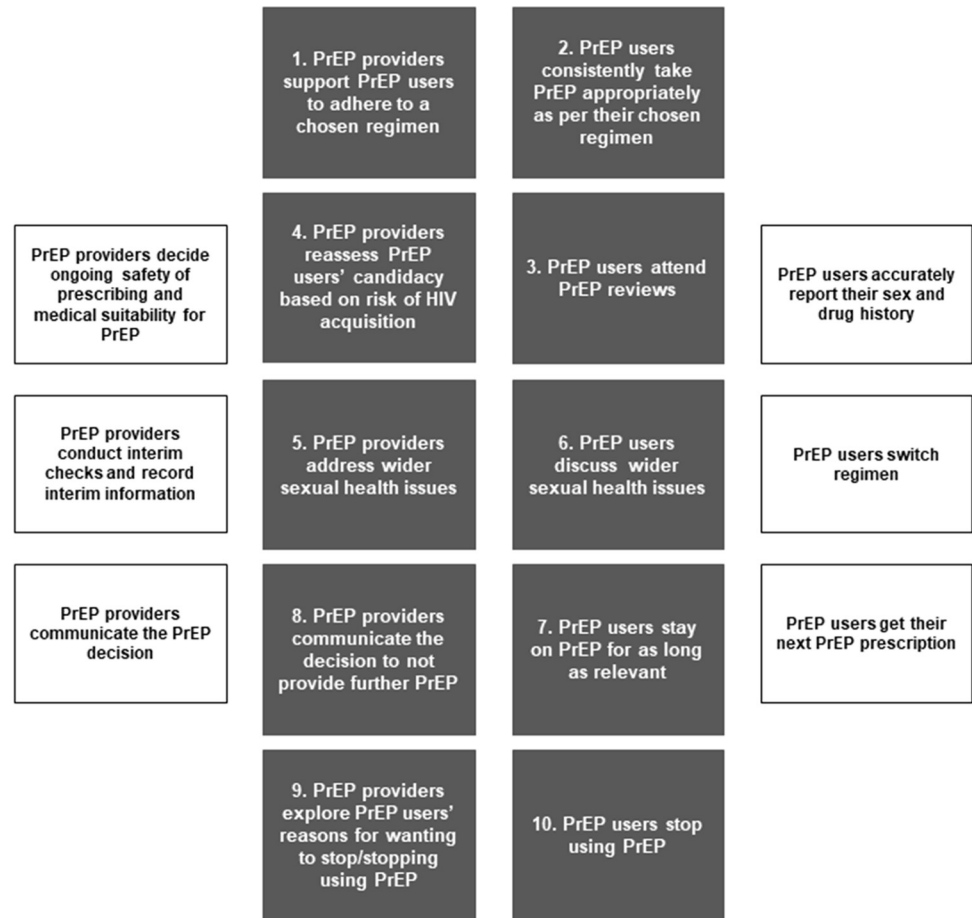 1. PrEP providers
support PrEP users
to adhere to a
chosen regimen
2. PrEP users
consistently take
PrEP appropriately
as per their chosen
regimen
PrEP providers decide
ongoing safety of
prescribing and
medical suitability for
PrEP
4. PrEP providers
reassess PrEP
users’ candidacy
based on risk of HIV
acquisition
3. PrEP users attend
PrEP reviews
PrEP users accurately
report their sex and
drug history
PrEP providers
conduct interim
checks and record
interim information
5. PrEP providers
address wider
sexual health issues
6. PrEP users
discuss wider
sexual health issues
PrEP users switch
regimen
PrEP providers
communicate the PrEP
decision
8. PrEP providers
communicate the
decision to not
provide further PrEP
7. PrEP users stay
on PrEP for as long
as relevant
PrEP users get their
next PrEP prescription
9. PrEP providers
explore PrEP users’
reasons for wanting
to stop/stopping
using PrEP
10. PrEP users stop
using PrEP